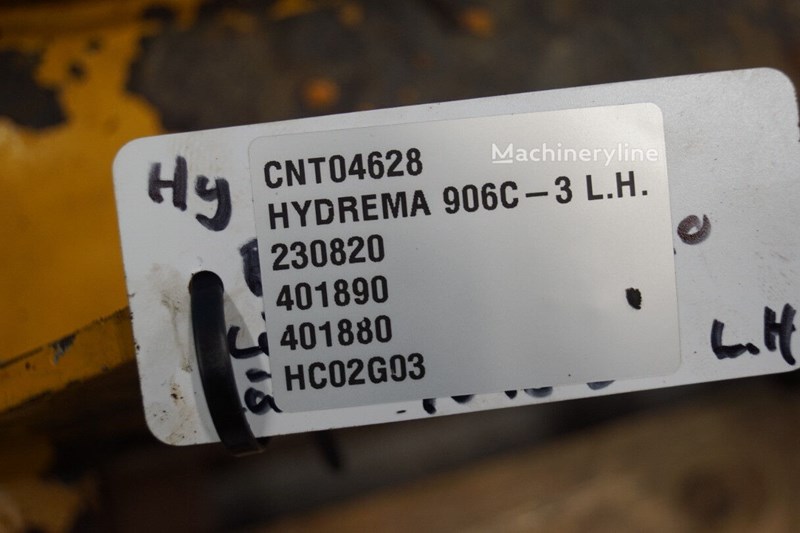 Machineryline
Hy
CNT04628
HYDREMA 906C-3 L.H.
230820
401890
401880
HC02G03
L.H